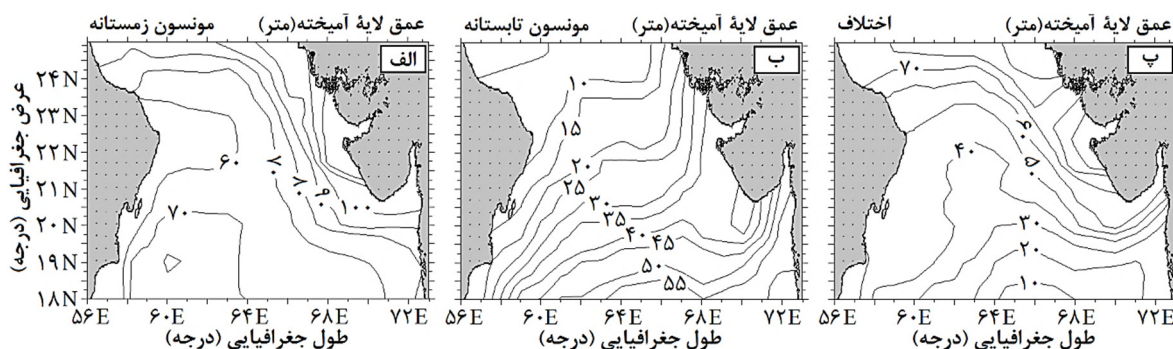 عمق لایهٔ آمیخته(متر) مونسون زمستانه
الف
۲۴N
۲۳N
۲۲N
۲۱N
۲۰N
۱۹N
۱۸N
عرض جغرافیایی (درجه)
۶۰
۷۰
۷۰
۷۰
۹۰
۱۰۰
۵۶E ۶۰E ۶۴E ۶۸E ۷۲E
طول جغرافیایی (درجه)
عمق لایهٔ آمیخته(متر) مونسون تابستانه
ب
۱۰
۱۵
۲۰
۲۵
۳۰
۳۵
۴۰
۴۵
۵۰
۵۵
۵۶E ۶۰E ۶۴E ۶۸E ۷۲E
طول جغرافیایی (درجه)
عمق لایهٔ آمیخته(متر) اختلاف
پ
۷۰
۶۰
۵۰
۴۰
۳۰
۲۰
۱۰
۵۶E ۶۰E ۶۴E ۶۸E ۷۲E
طول جغرافیایی (درجه)